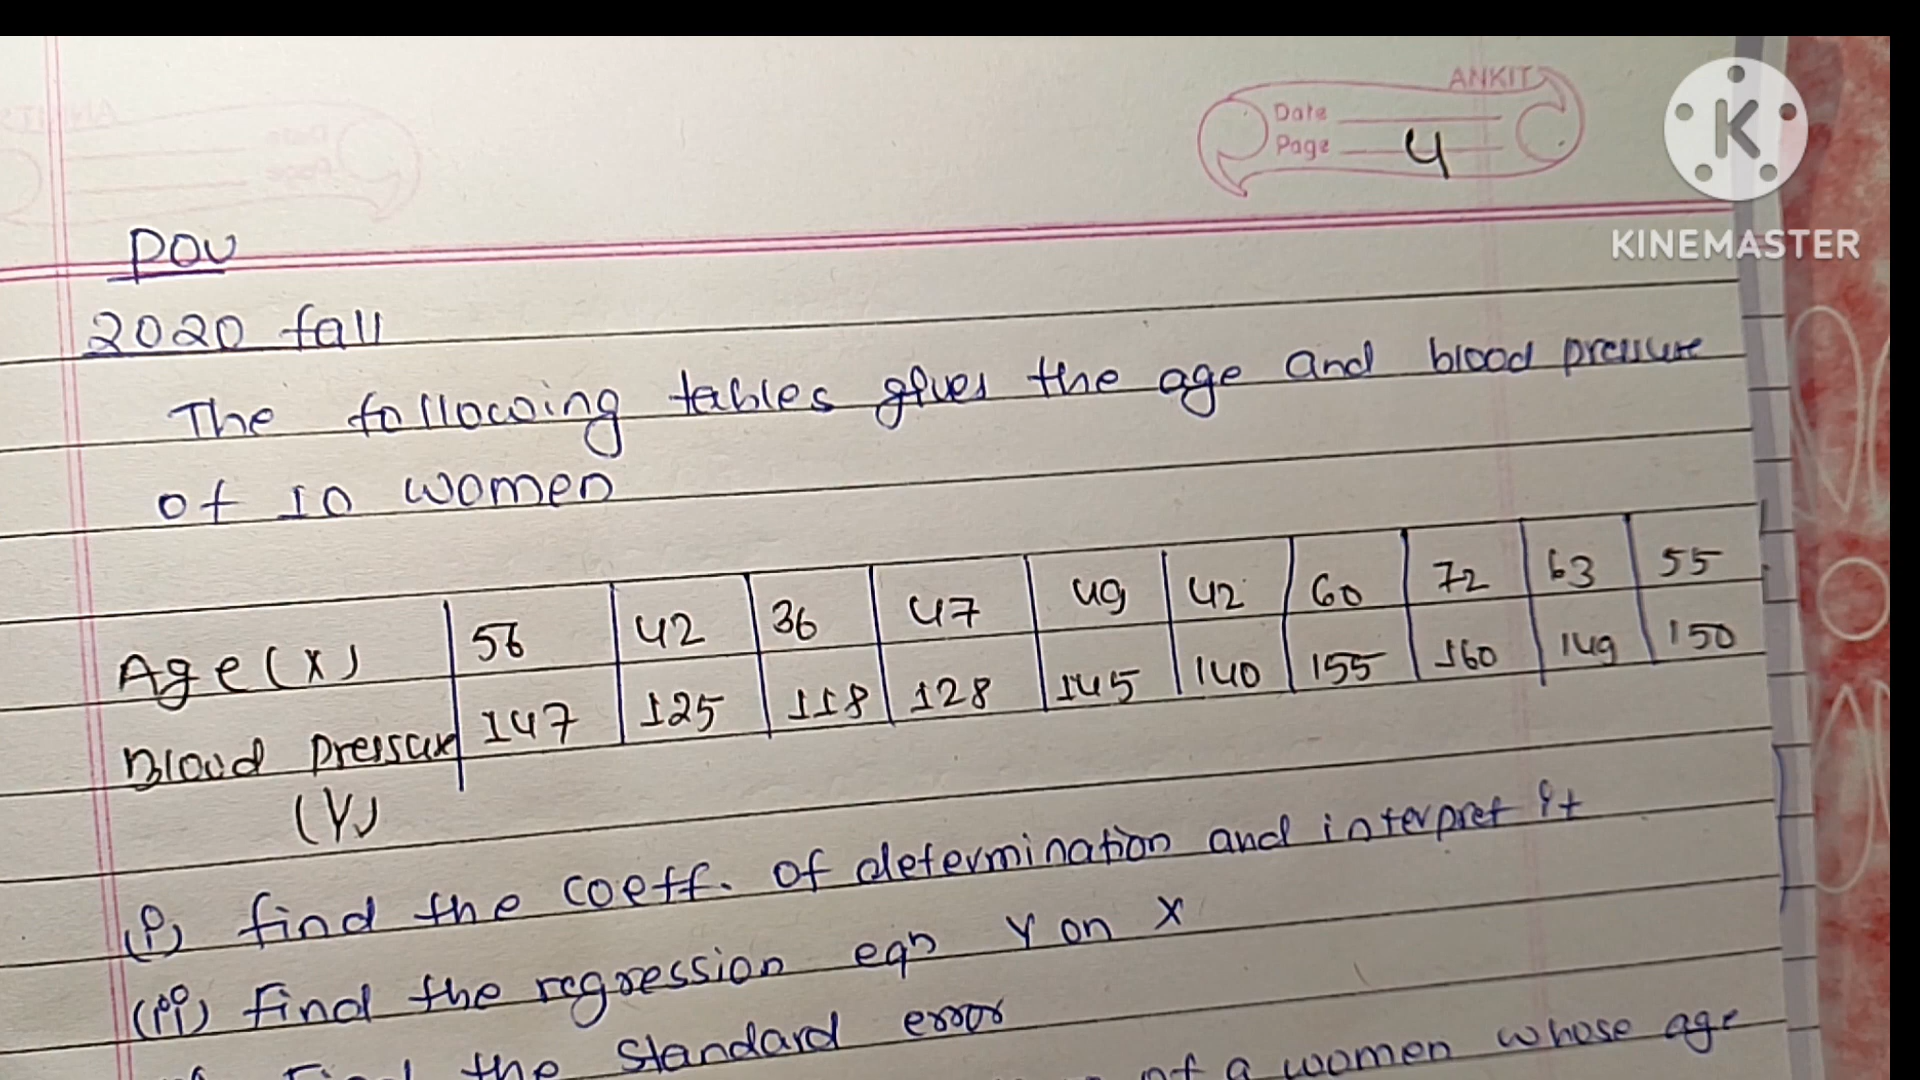 ANKIT
Date
Page 4
KINEMASTER
POU
2020 fall
The following tables gives the age and blood pressure
of 10 women
Age (X) 56 42 36 47 49 42 60 72 63 55
Blood pressure 147 125 118 128 145 140 155 160 149 150
(Y)
(i) find the coeff. of determination and interpret it
(ii) find the regression eqn Y on X
the standard error
of a women whose age